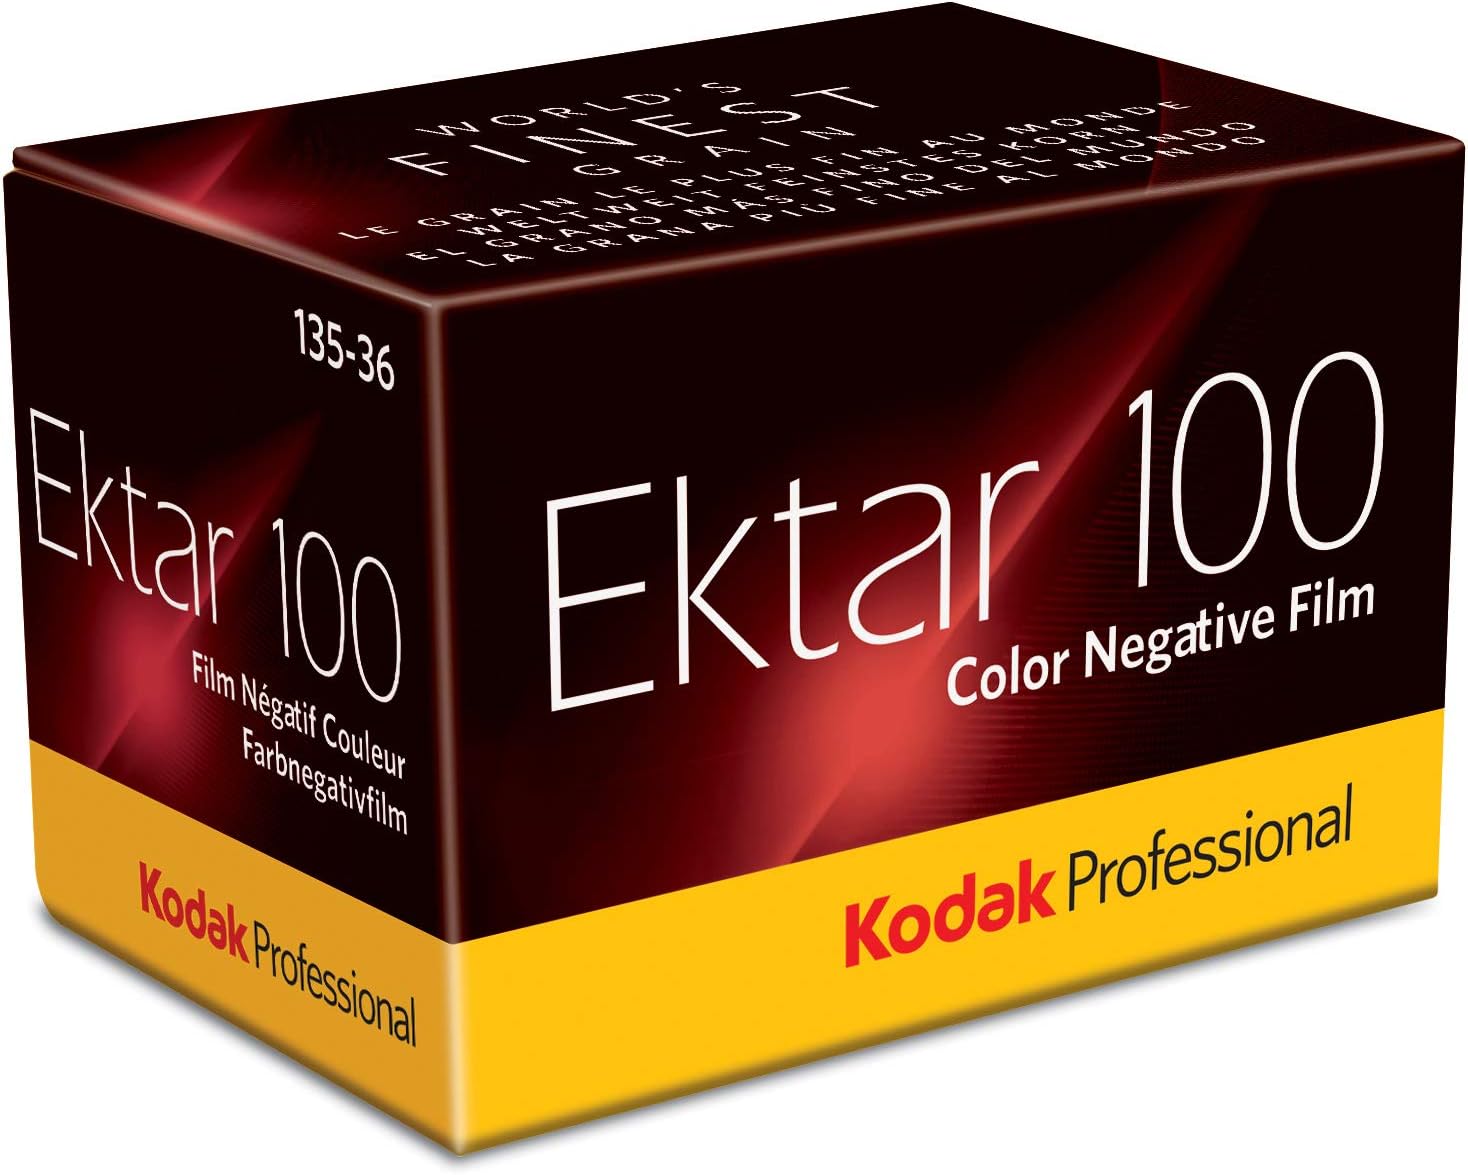 WORLD'S
FINEST
GRAIN
LE GRAIN LE PLUS FIN AU MONDE
WELTWEIT FEINSTES KORN
EL GRANO MÁS FINO DEL MUNDO
LA GRANA PIÙ FINE AL MONDO
135-36
Ektar 100
Film Négatif Couleur
Farbnegativfilm
Kodak Professional
Ektar 100
Color Negative Film
Kodak Professional